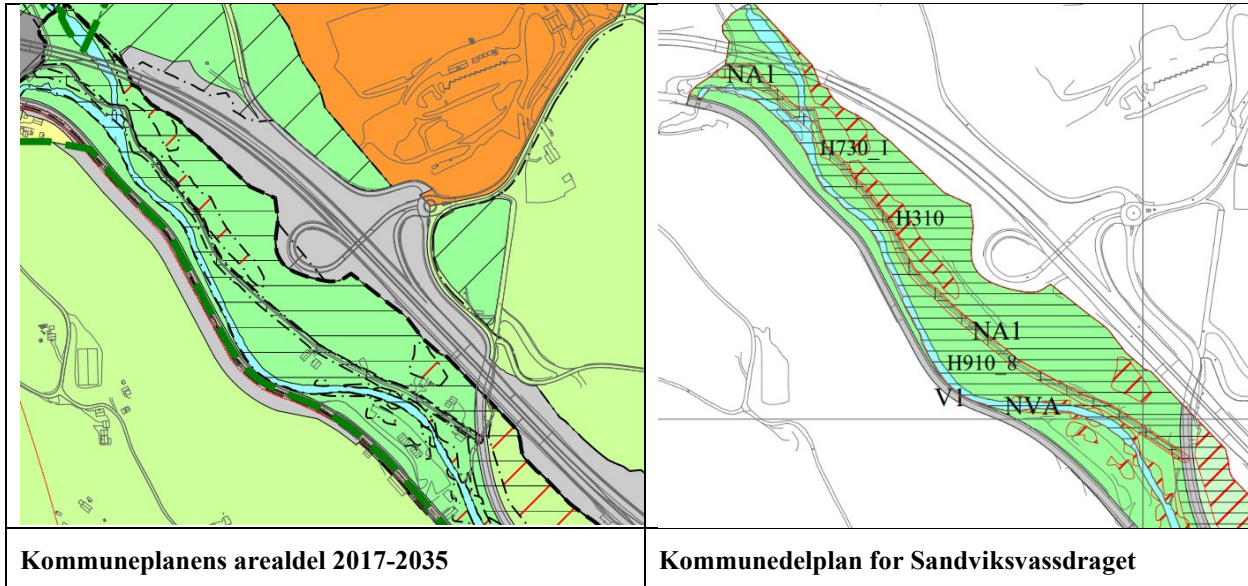 NA1
H730_1
H310
NA1
H910_8
V1
NVA
Kommuneplanens arealdel 2017-2035
Kommunedelplan for Sandviksvassdraget